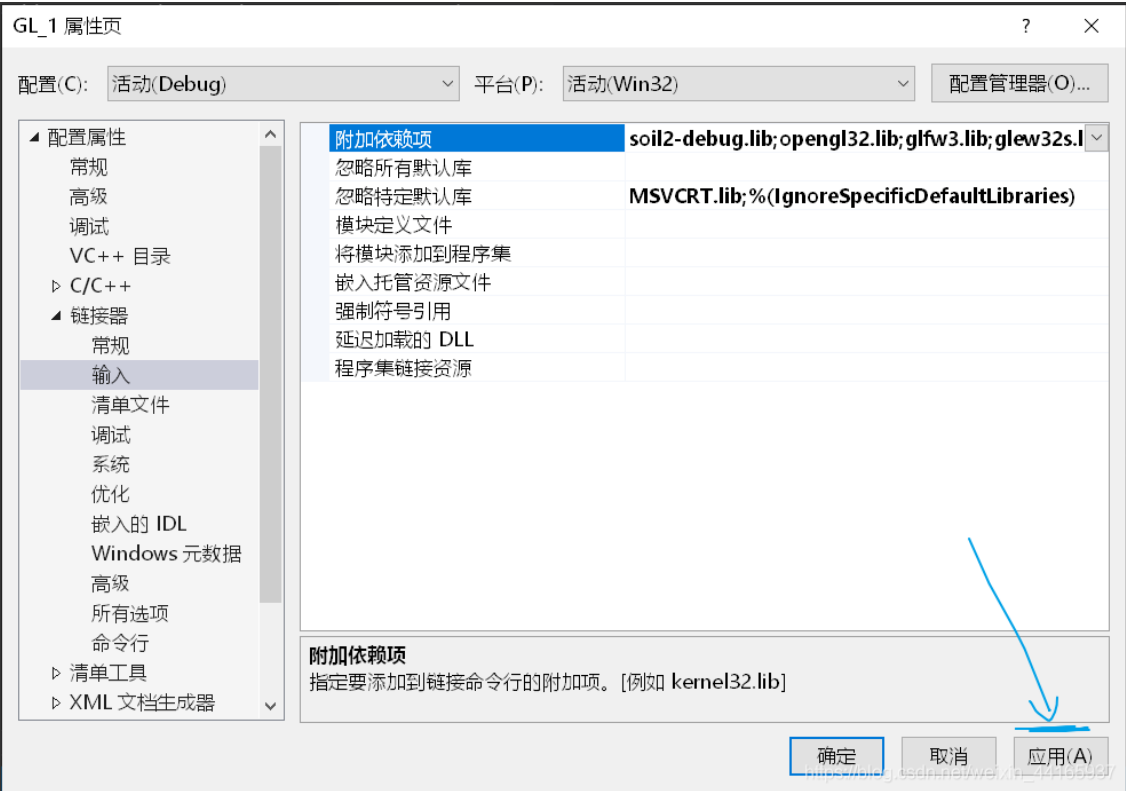 GL_1 属性页
配置(C): 活动(Debug) 平台(P): 活动(Win32) 配置管理器(O)...
配置属性
常规
高级
调试
VC++ 目录
C/C++
链接器
常规
输入
清单文件
调试
系统
优化
嵌入的 IDL
Windows 元数据
高级
所有选项
命令行
清单工具
XML 文档生成器
附加依赖项 soil2-debug.lib;opengl32.lib;glfw3.lib;glew32s.l
忽略所有默认库
忽略特定默认库 MSVCRT.lib;%(IgnoreSpecificDefaultLibraries)
模块定义文件
将模块添加到程序集
嵌入托管资源文件
强制符号引用
延迟加载的 DLL
程序集链接资源
附加依赖项
指定要添加到链接命令行的附加项。[例如 kernel32.lib]
确定 取消 应用(A)